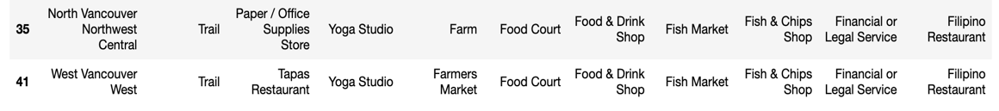 35 North Vancouver Northwest Central Trail Paper / Office Supplies Store Yoga Studio Farm Food Court Food & Drink Shop Fish Market Fish & Chips Shop Financial or Legal Service Filipino Restaurant
41 West Vancouver West Trail Tapas Restaurant Yoga Studio Farmers Market Food Court Food & Drink Shop Fish Market Fish & Chips Shop Financial or Legal Service Filipino Restaurant